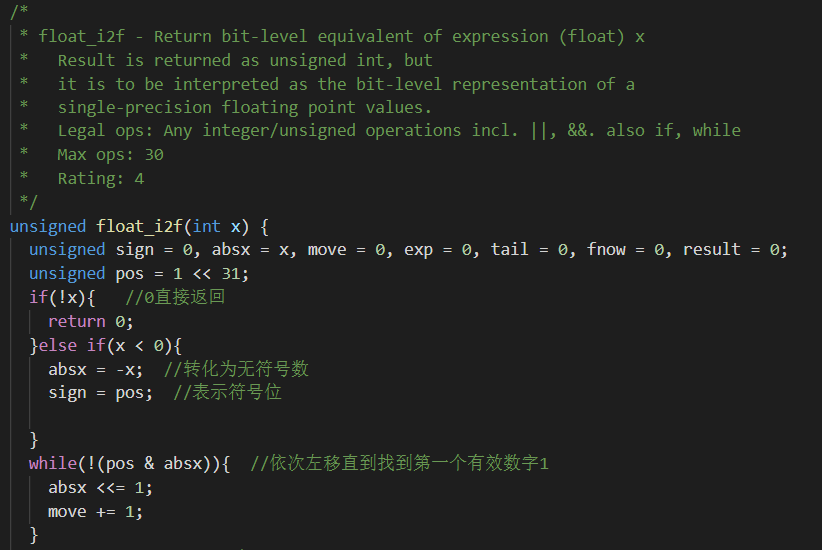 /*
 * float_i2f - Return bit-level equivalent of expression (float) x
 *   Result is returned as unsigned int, but
 *   it is to be interpreted as the bit-level representation of a
 *   single-precision floating point values.
 *   Legal ops: Any integer/unsigned operations incl. ||, &&. also if, while
 *   Max ops: 30
 *   Rating: 4
 */
unsigned float_i2f(int x) {
  unsigned sign = 0, absx = x, move = 0, exp = 0, tail = 0, fnow = 0, result = 0;
  unsigned pos = 1 << 31;
  if(!x){   //0直接返回
    return 0;
  }else if(x < 0){
    absx = -x;  //转化为无符号数
    sign = pos;  //表示符号位
  }
  while(!(pos & absx)){  //依次左移直到找到第一个有效数字1
    absx <<= 1;
    move += 1;
  }